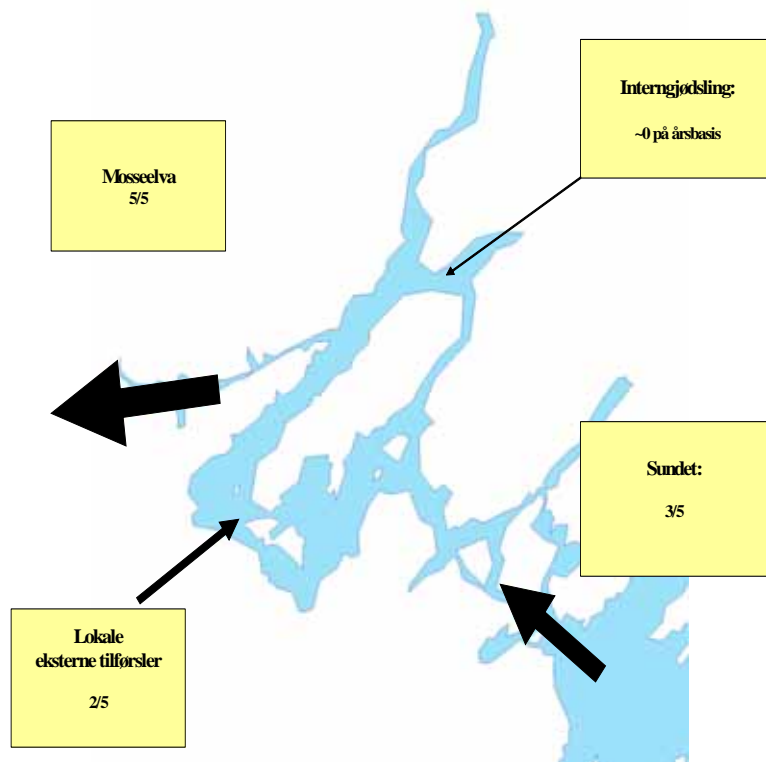 Interngjødsling:
~0 på årsbasis
Mosseelva
5/5
Sundet:
3/5
Lokale
eksterne tilførsler
2/5